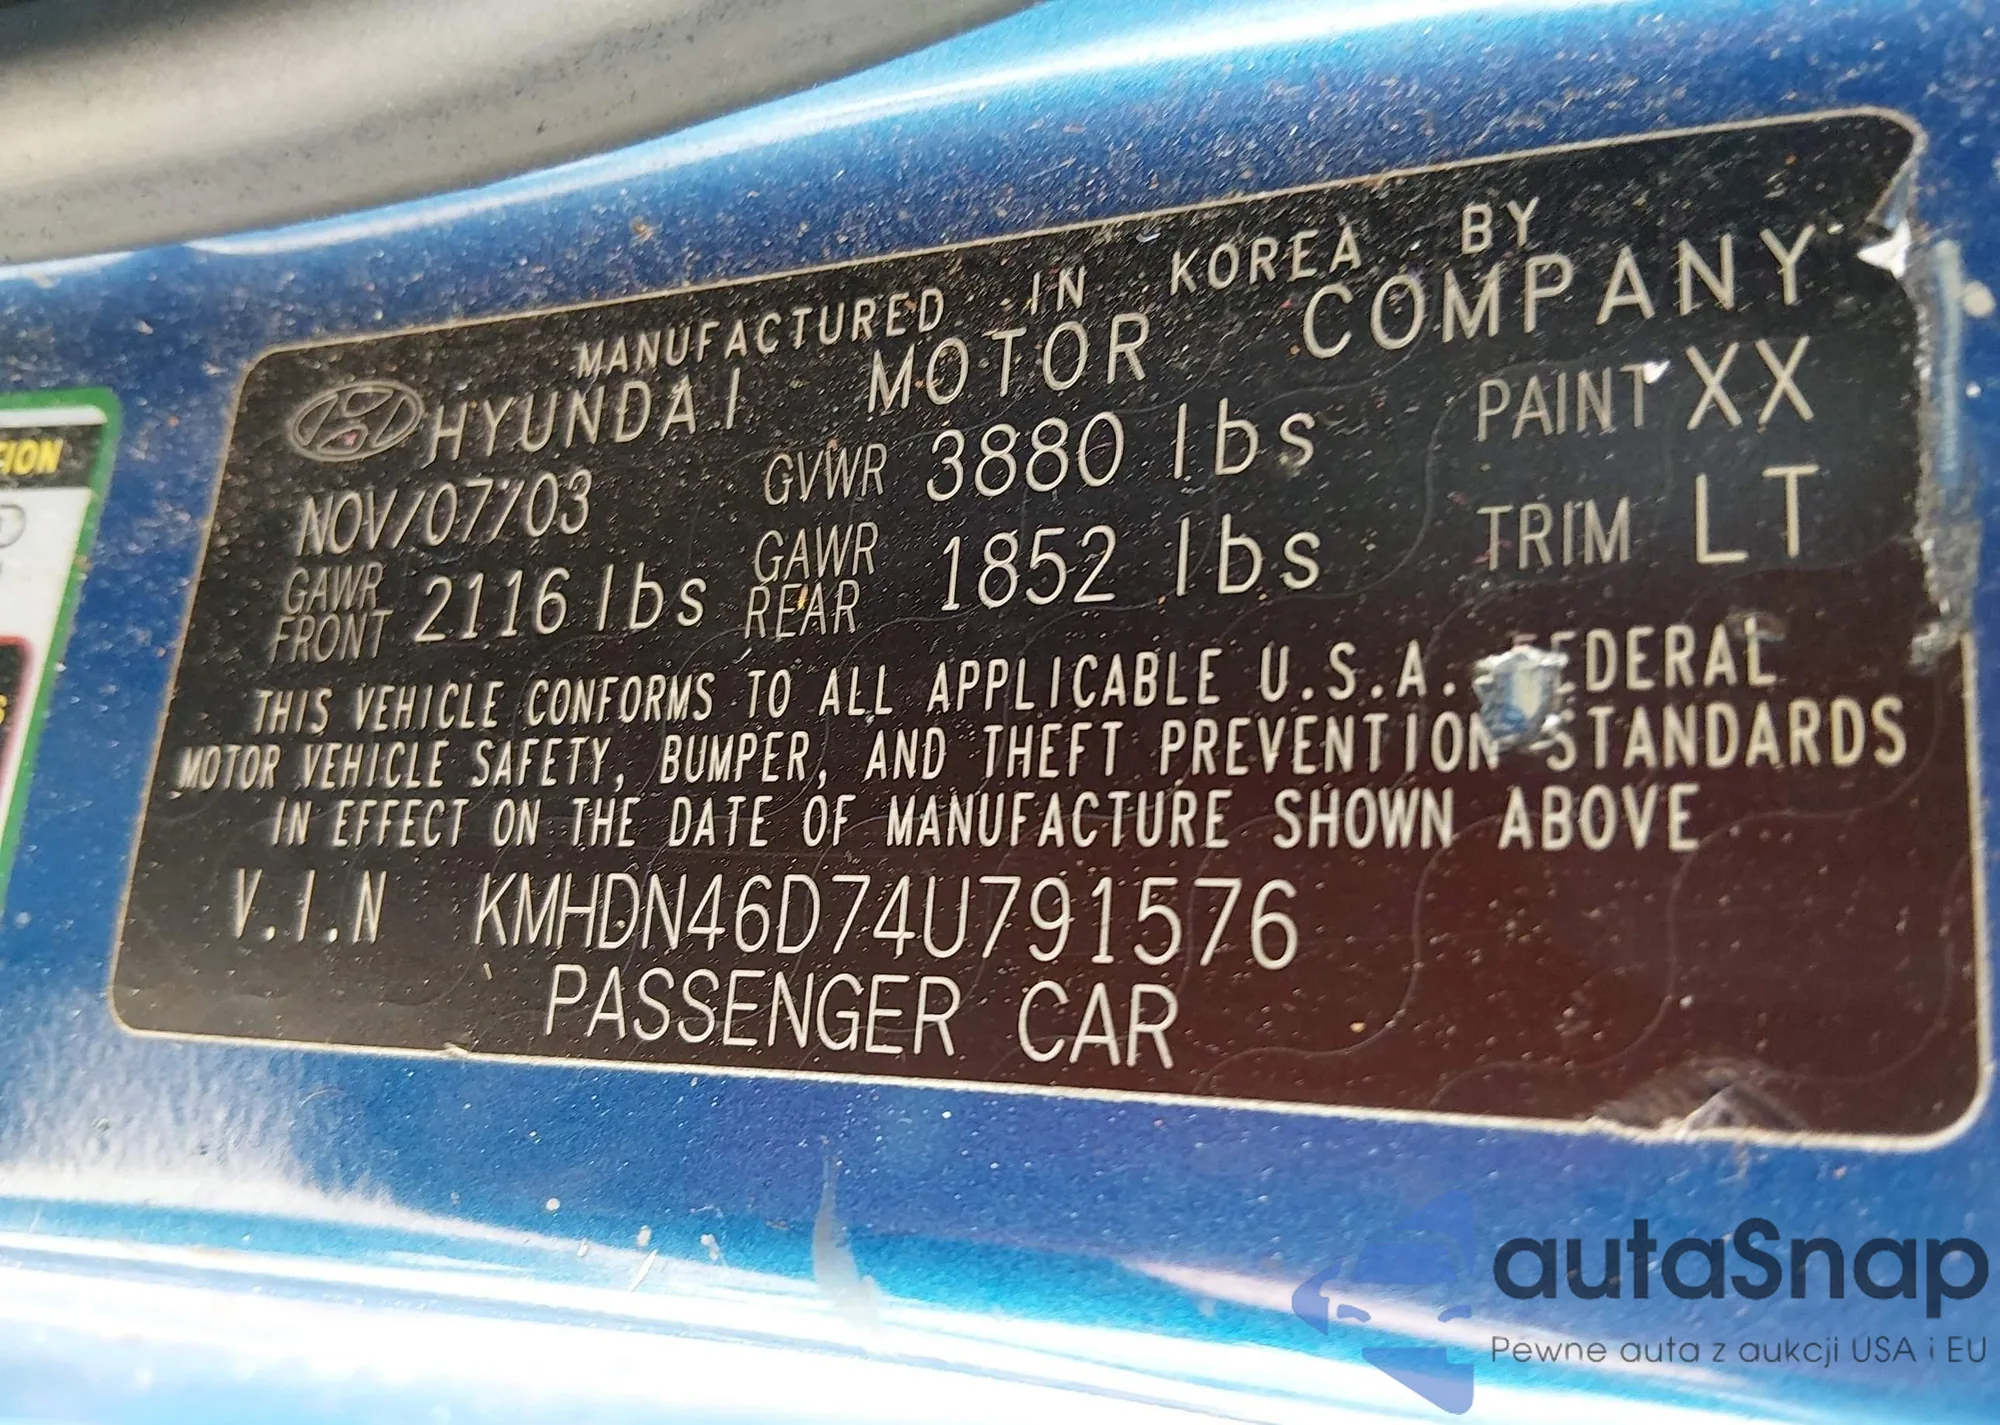 MANUFACTURED IN KOREA BY
HYUNDAI MOTOR COMPANY
NOV/07/03 GVWR 3880 lbs PAINT XX
GAWR FRONT 2116 lbs GAWR REAR 1852 lbs TRIM LT
THIS VEHICLE CONFORMS TO ALL APPLICABLE U.S.A. FEDERAL
MOTOR VEHICLE SAFETY, BUMPER, AND THEFT PREVENTION STANDARDS
IN EFFECT ON THE DATE OF MANUFACTURE SHOWN ABOVE
V.I.N KMHDN46D74U791576
PASSENGER CAR
autaSnap
Pewne auta z aukcji USA i EU